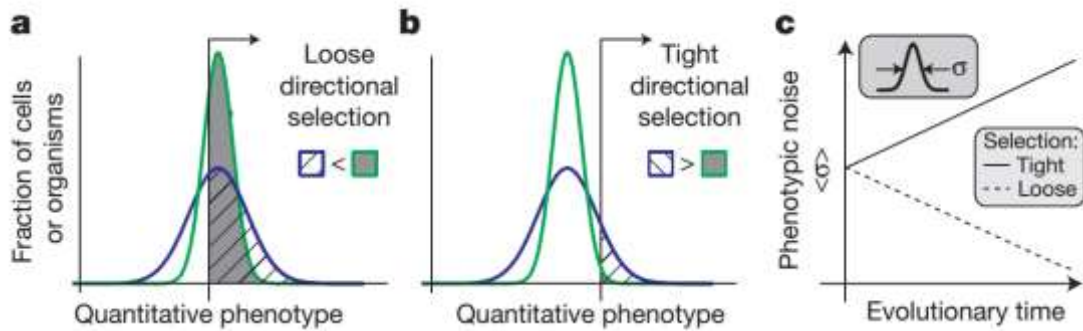 a
Fraction of cells
or organisms
Loose
directional
selection
<
Quantitative phenotype
b
Tight
directional
selection
>
Quantitative phenotype
c
Phenotypic noise
<σ>
σ
Selection:
Tight
Loose
Evolutionary time